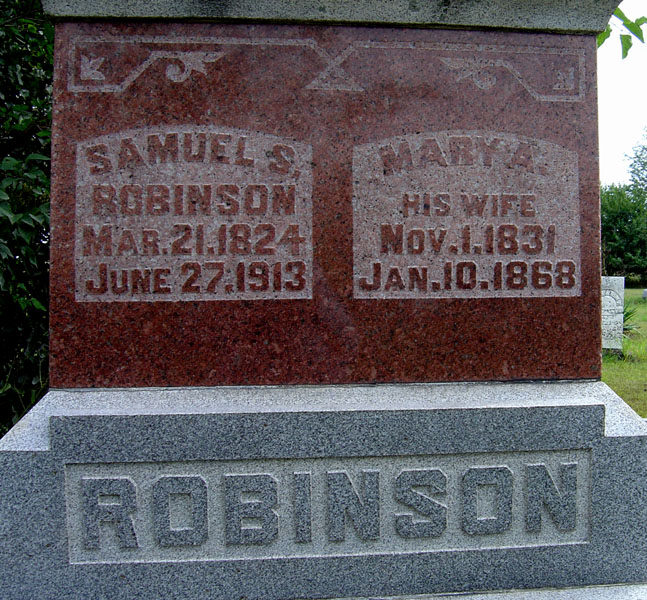 SAMUEL S.
ROBINSON
MAR. 21. 1824
JUNE 27. 1913
MARY A.
HIS WIFE
NOV. 1. 1831
JAN. 10. 1868
ROBINSON